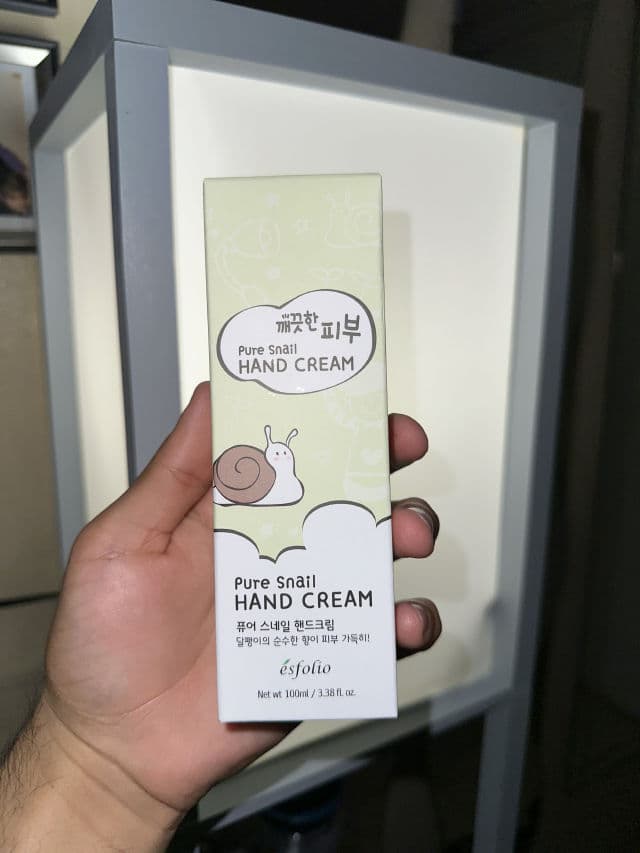 깨끗한 피부
Pure Snail
HAND CREAM
Pure Snail
HAND CREAM
퓨어 스네일 핸드크림
달팽이의 순수한 향이 피부 가득히!
ésfolio
Net wt 100ml / 3.38 fl. oz.